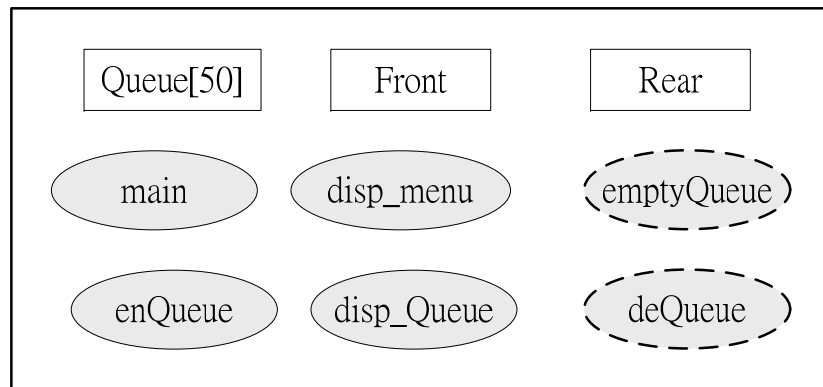 Queue[50] Front Rear
main disp_menu emptyQueue
enQueue disp_Queue deQueue